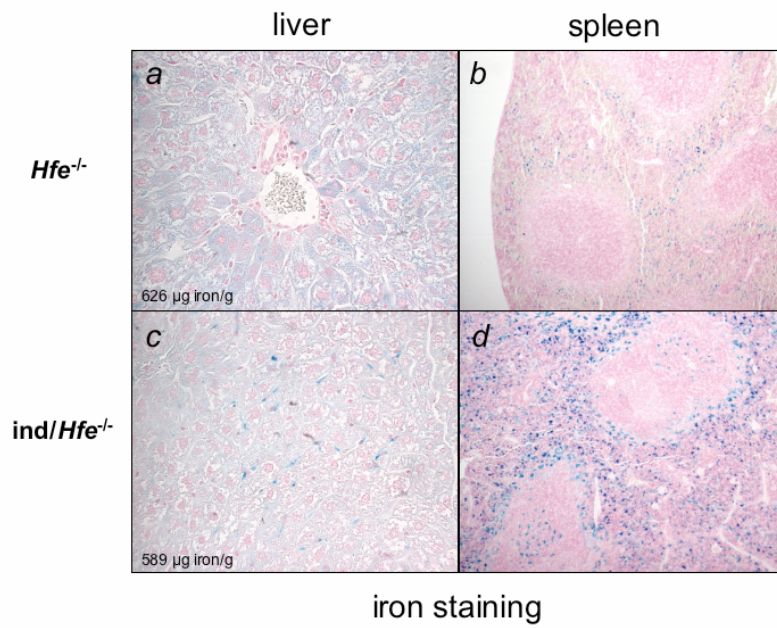 liver spleen
a b
Hfe-/-
626 µg iron/g
c d
ind/Hfe-/-
589 µg iron/g
iron staining